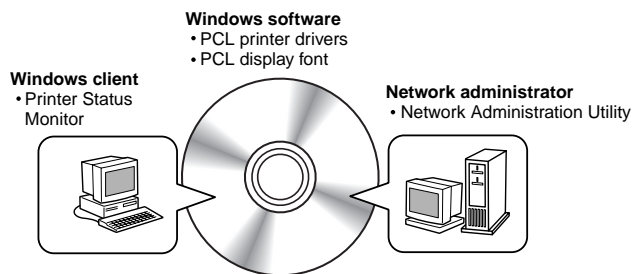 Windows software
• PCL printer drivers
• PCL display font
Windows client
• Printer Status
Monitor
Network administrator
• Network Administration Utility